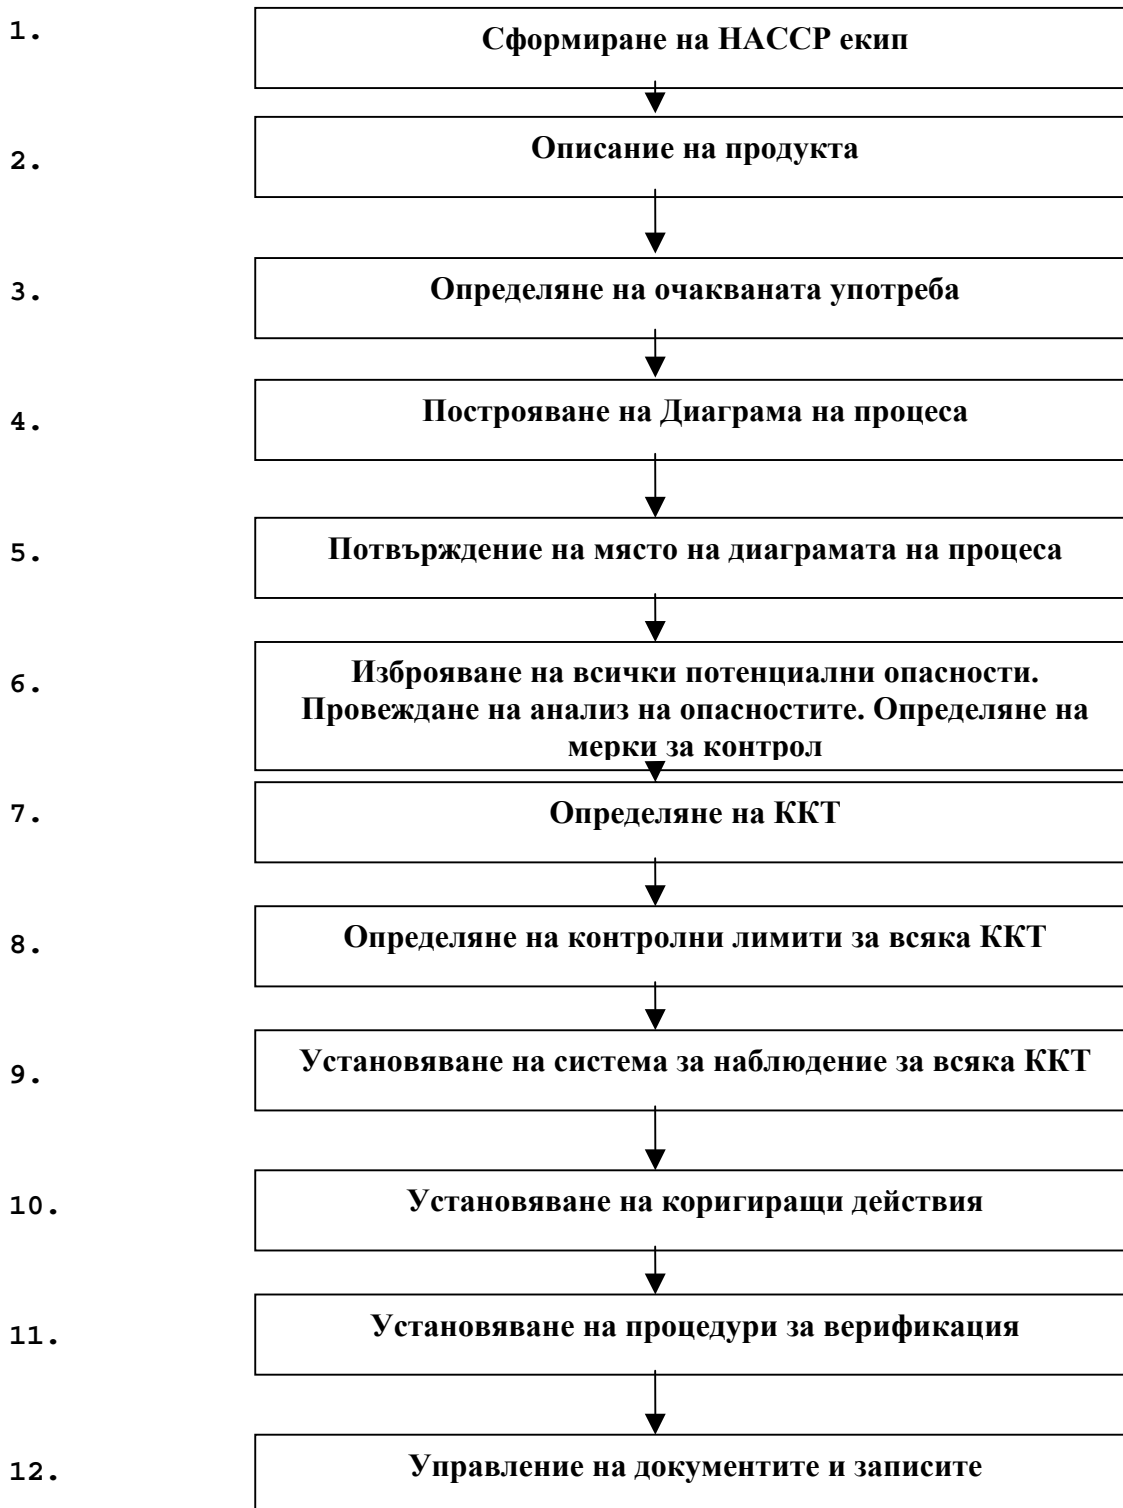 1.
Сформиране на НАССР екип
2.
Описание на продукта
3.
Определяне на очакваната употреба
4.
Построяване на Диаграма на процеса
5.
Потвърждение на място на диаграмата на процеса
6.
Изброяване на всички потенциални опасности.
Провеждане на анализ на опасностите. Определяне на
мерки за контрол
7.
Определяне на ККТ
8.
Определяне на контролни лимити за всяка ККТ
9.
Установяване на система за наблюдение за всяка ККТ
10.
Установяване на коригиращи действия
11.
Установяване на процедури за верификация
12.
Управление на документите и записите